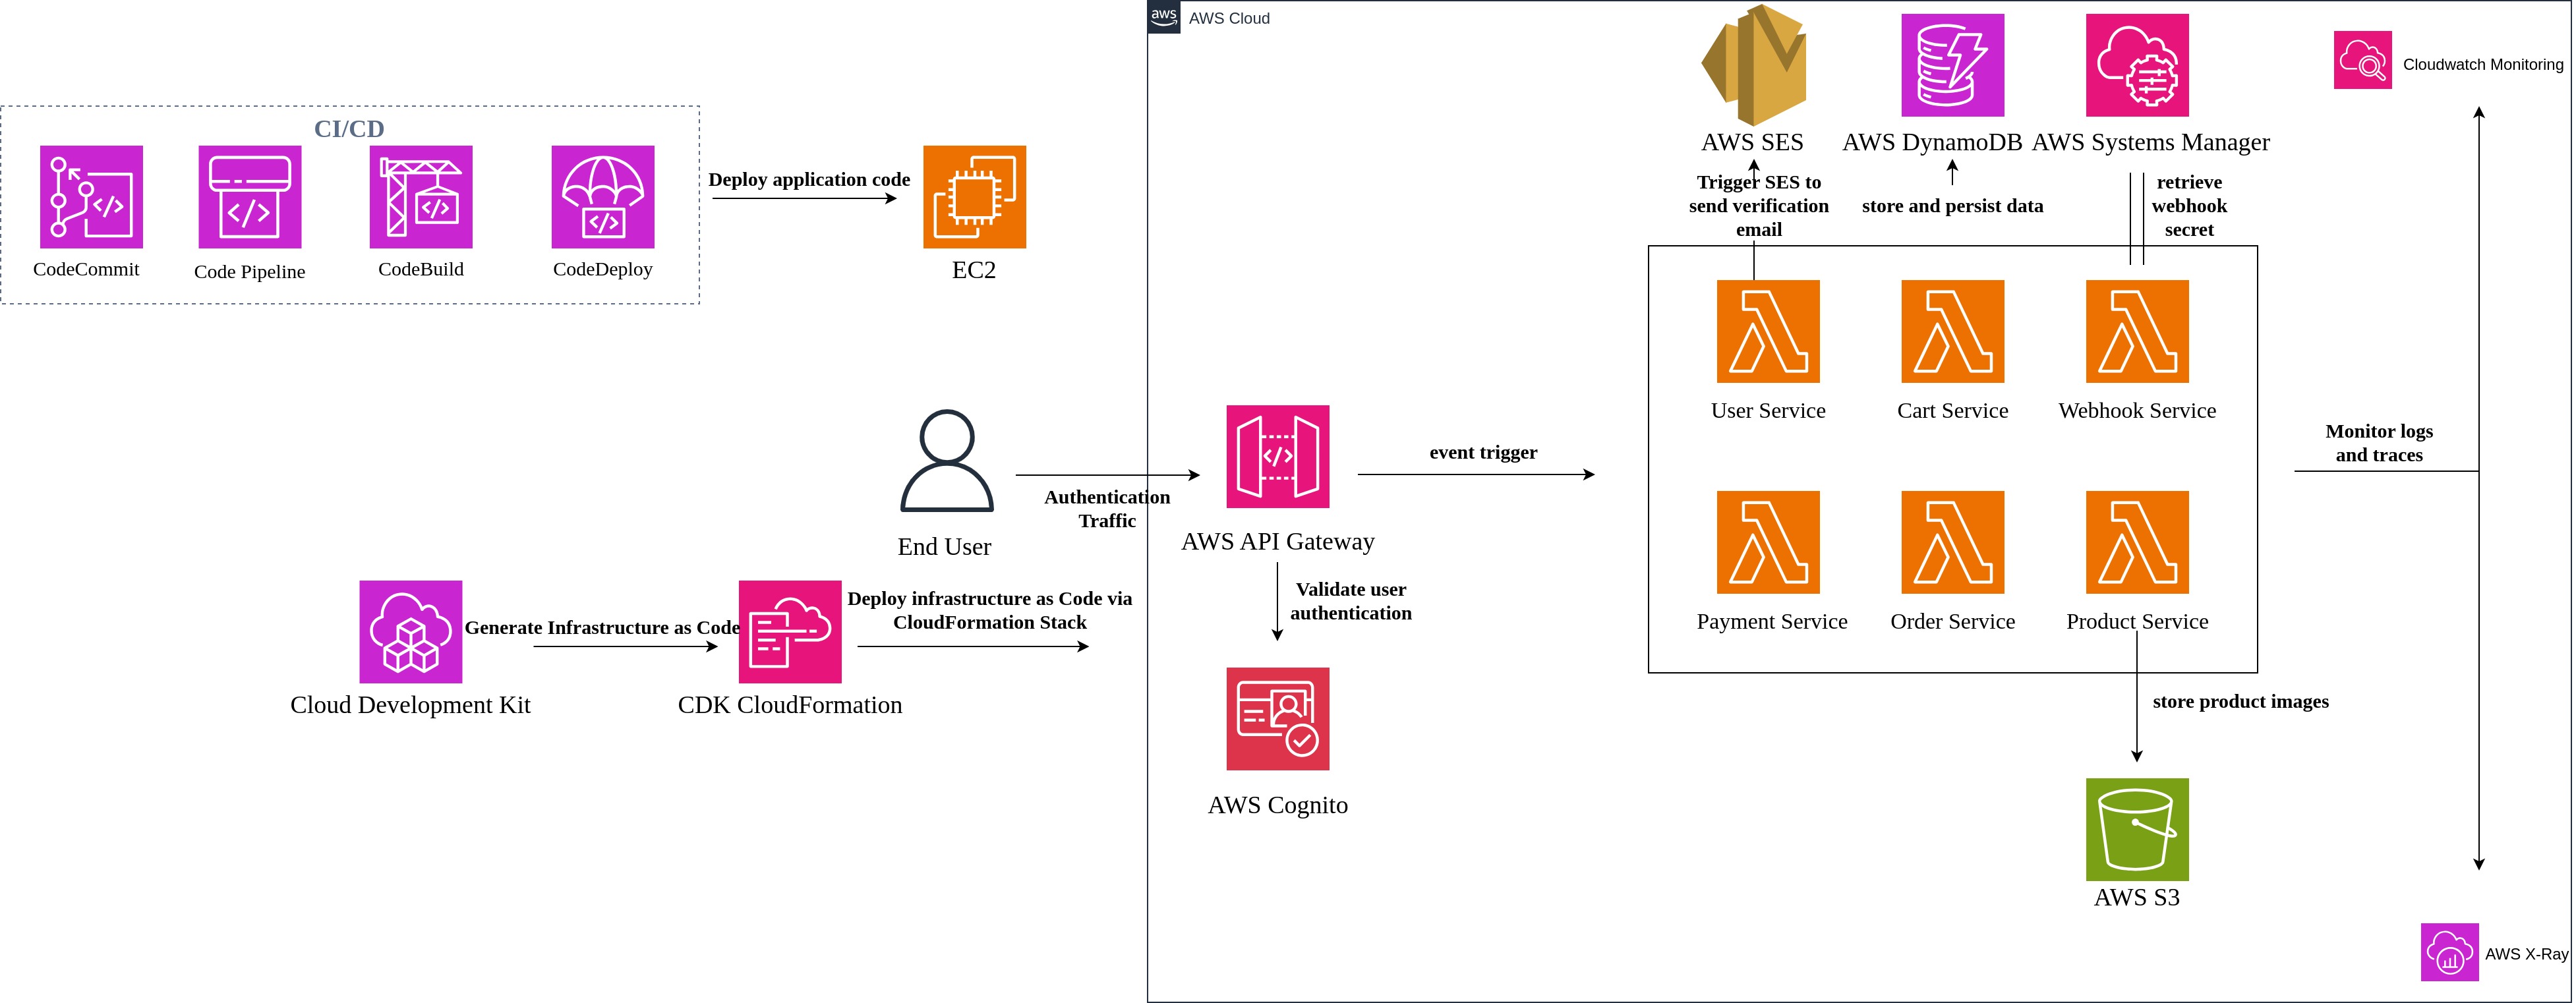 aws
AWS Cloud
Cloudwatch Monitoring
CI/CD
CodeCommit
Code Pipeline
CodeBuild
CodeDeploy
Deploy application code
EC2
AWS SES
AWS DynamoDB
AWS Systems Manager
Trigger SES to
send verification
email
store and persist data
retrieve
webhook
secret
User Service
Cart Service
Webhook Service
End User
Authentication
Traffic
AWS API Gateway
event trigger
Monitor logs
and traces
Validate user
authentication
Payment Service
Order Service
Product Service
Generate Infrastructure as Code
Deploy infrastructure as Code via
CloudFormation Stack
Cloud Development Kit
CDK CloudFormation
store product images
AWS Cognito
AWS S3
AWS X-Ray